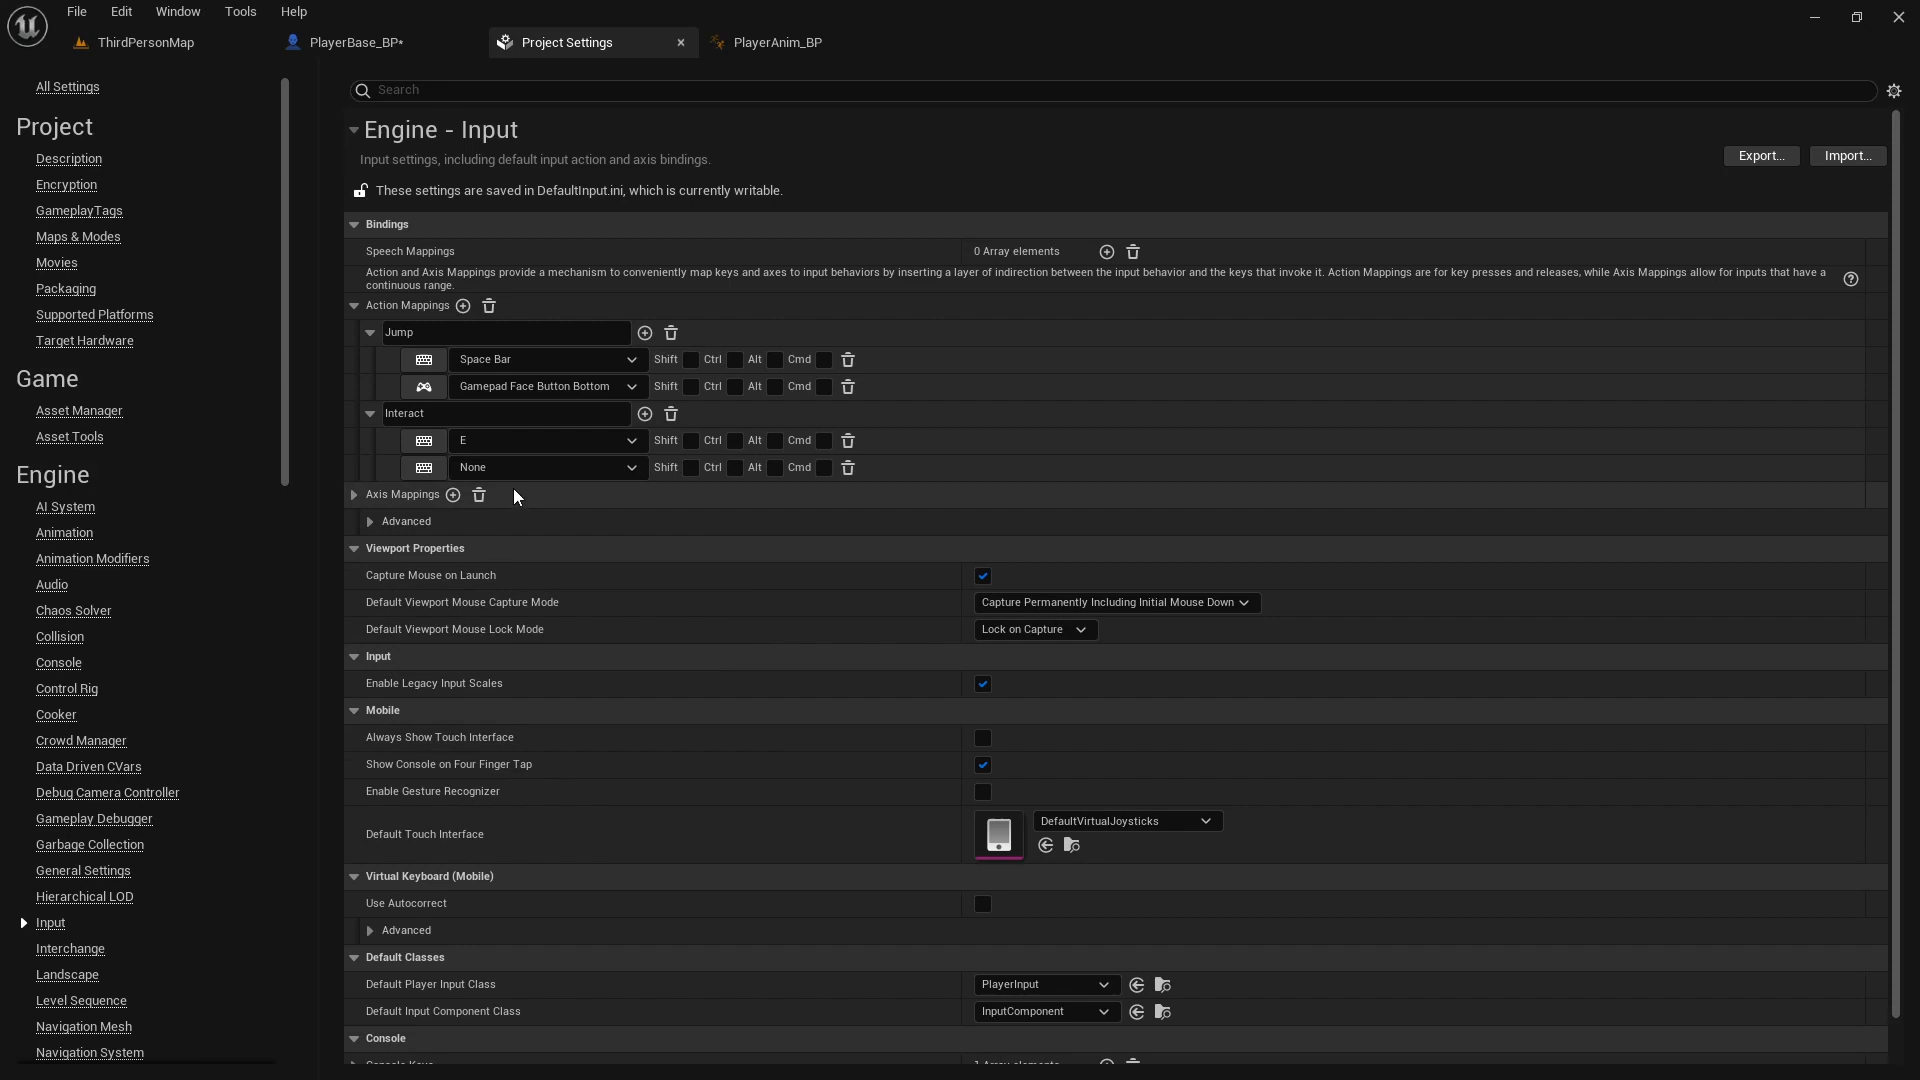 File Edit Window Tools Help
ThirdPersonMap PlayerBase_BP* Project Settings PlayerAnim_BP
All Settings
Project
Description
Encryption
GameplayTags
Maps & Modes
Movies
Packaging
Supported Platforms
Target Hardware
Game
Asset Manager
Asset Tools
Engine
AI System
Animation
Animation Modifiers
Audio
Chaos Solver
Collision
Console
Control Rig
Cooker
Crowd Manager
Data Driven CVars
Debug Camera Controller
Gameplay Debugger
Garbage Collection
General Settings
Hierarchical LOD
Input
Interchange
Landscape
Level Sequence
Navigation Mesh
Navigation System
Search
Engine - Input
Input settings, including default input action and axis bindings.
Export... Import...
These settings are saved in DefaultInput.ini, which is currently writable.
Bindings
Speech Mappings 0 Array elements
Action and Axis Mappings provide a mechanism to conveniently map keys and axes to input behaviors by inserting a layer of indirection between the input behavior and the keys that invoke it. Action Mappings are for key presses and releases, while Axis Mappings allow for inputs that have a
continuous range.
Action Mappings
Jump
Space Bar Shift Ctrl Alt Cmd
Gamepad Face Button Bottom Shift Ctrl Alt Cmd
Interact
E Shift Ctrl Alt Cmd
None Shift Ctrl Alt Cmd
Axis Mappings
Advanced
Viewport Properties
Capture Mouse on Launch
Default Viewport Mouse Capture Mode Capture Permanently Including Initial Mouse Down
Default Viewport Mouse Lock Mode Lock on Capture
Input
Enable Legacy Input Scales
Mobile
Always Show Touch Interface
Show Console on Four Finger Tap
Enable Gesture Recognizer
Default Touch Interface DefaultVirtualJoysticks
Virtual Keyboard (Mobile)
Use Autocorrect
Advanced
Default Classes
Default Player Input Class PlayerInput
Default Input Component Class InputComponent
Console